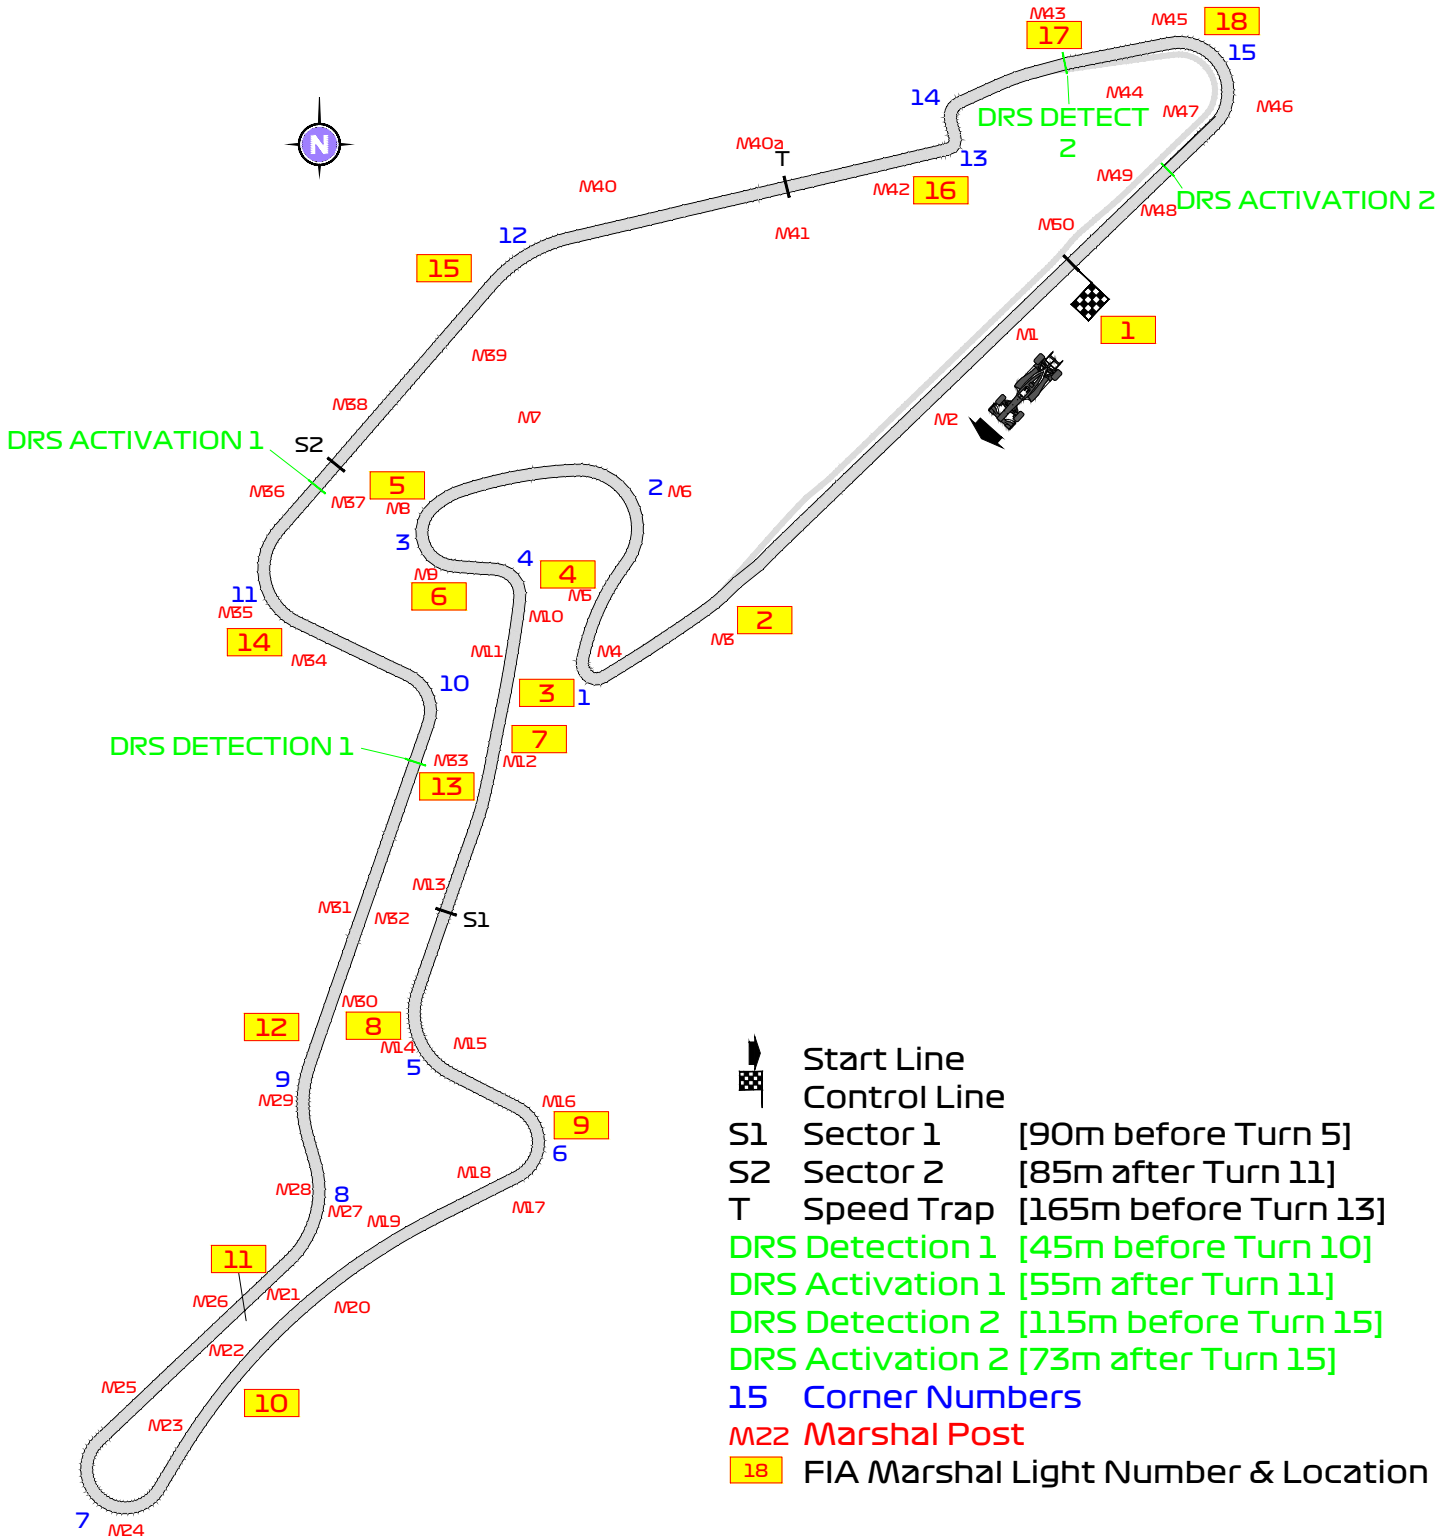 M43
17
M45
18
15
14
M44
M47
M46
DRS DETECT
2
N
M40a
T
13
M40
M42
16
M49
DRS ACTIVATION 2
M48
M41
M50
12
15
1
M1
M39
M38
M7
M2
DRS ACTIVATION 1
S2
M36
M37
5
M8
2
M6
3
4
4
M9
6
M5
11
M35
M10
2
M3
14
M34
M11
M4
10
3
1
DRS DETECTION 1
7
M33
M12
13
M13
M31
M32
S1
M30
12
8
M14
M15
5
9
M29
M16
9
6
M18
M28
8
M27
M17
M19
11
M26
M21
M20
M22
M25
10
M23
7
M24
Start Line
Control Line
S1 Sector 1 [90m before Turn 5]
S2 Sector 2 [85m after Turn 11]
T Speed Trap [165m before Turn 13]
DRS Detection 1 [45m before Turn 10]
DRS Activation 1 [55m after Turn 11]
DRS Detection 2 [115m before Turn 15]
DRS Activation 2 [73m after Turn 15]
15 Corner Numbers
M22 Marshal Post
18 FIA Marshal Light Number & Location